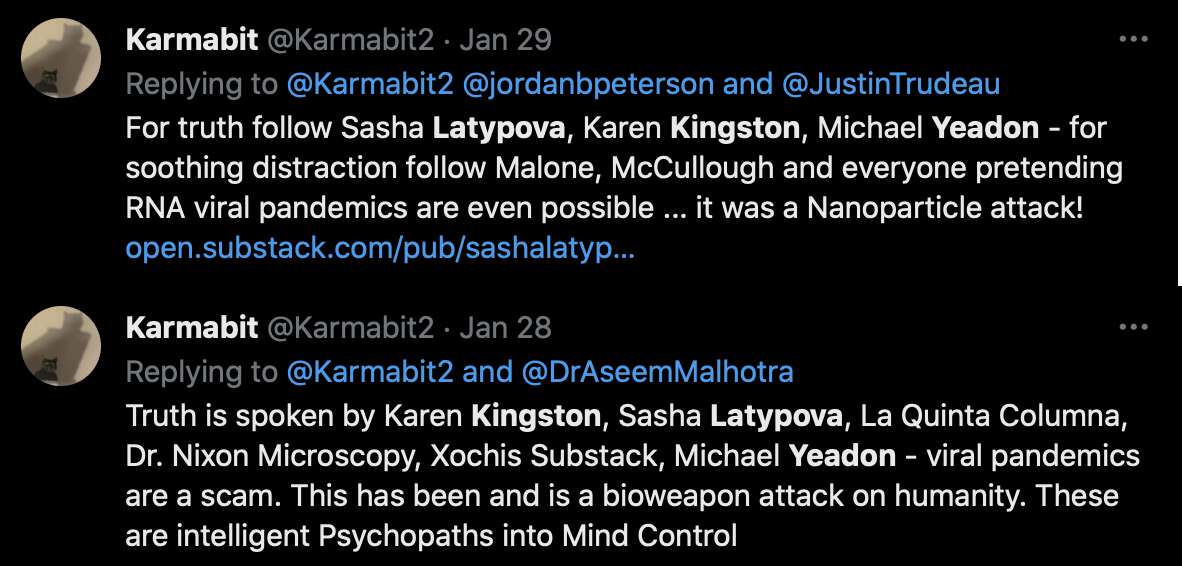 Karmabit @Karmabit2 · Jan 29
Replying to @Karmabit2 @jordanbpeterson and @JustinTrudeau
For truth follow Sasha Latypova, Karen Kingston, Michael Yeadon - for
soothing distraction follow Malone, McCullough and everyone pretending
RNA viral pandemics are even possible ... it was a Nanoparticle attack!
open.substack.com/pub/sashalatyp...
Karmabit @Karmabit2 · Jan 28
Replying to @Karmabit2 and @DrAseemMalhotra
Truth is spoken by Karen Kingston, Sasha Latypova, La Quinta Columna,
Dr. Nixon Microscopy, Xochis Substack, Michael Yeadon - viral pandemics
are a scam. This has been and is a bioweapon attack on humanity. These
are intelligent Psychopaths into Mind Control